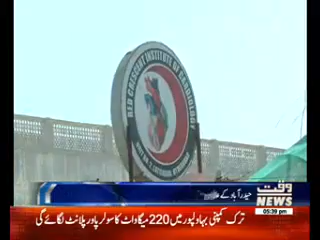 RED CRESCENT INSTITUTE OF CARDIOLOGY
حیدرآباد کے
وقت
NEWS
05:39 pm
ترک کمپنی بہاولپور میں 220 میگاواٹ کا سولر پاور پلانٹ لگائے گی